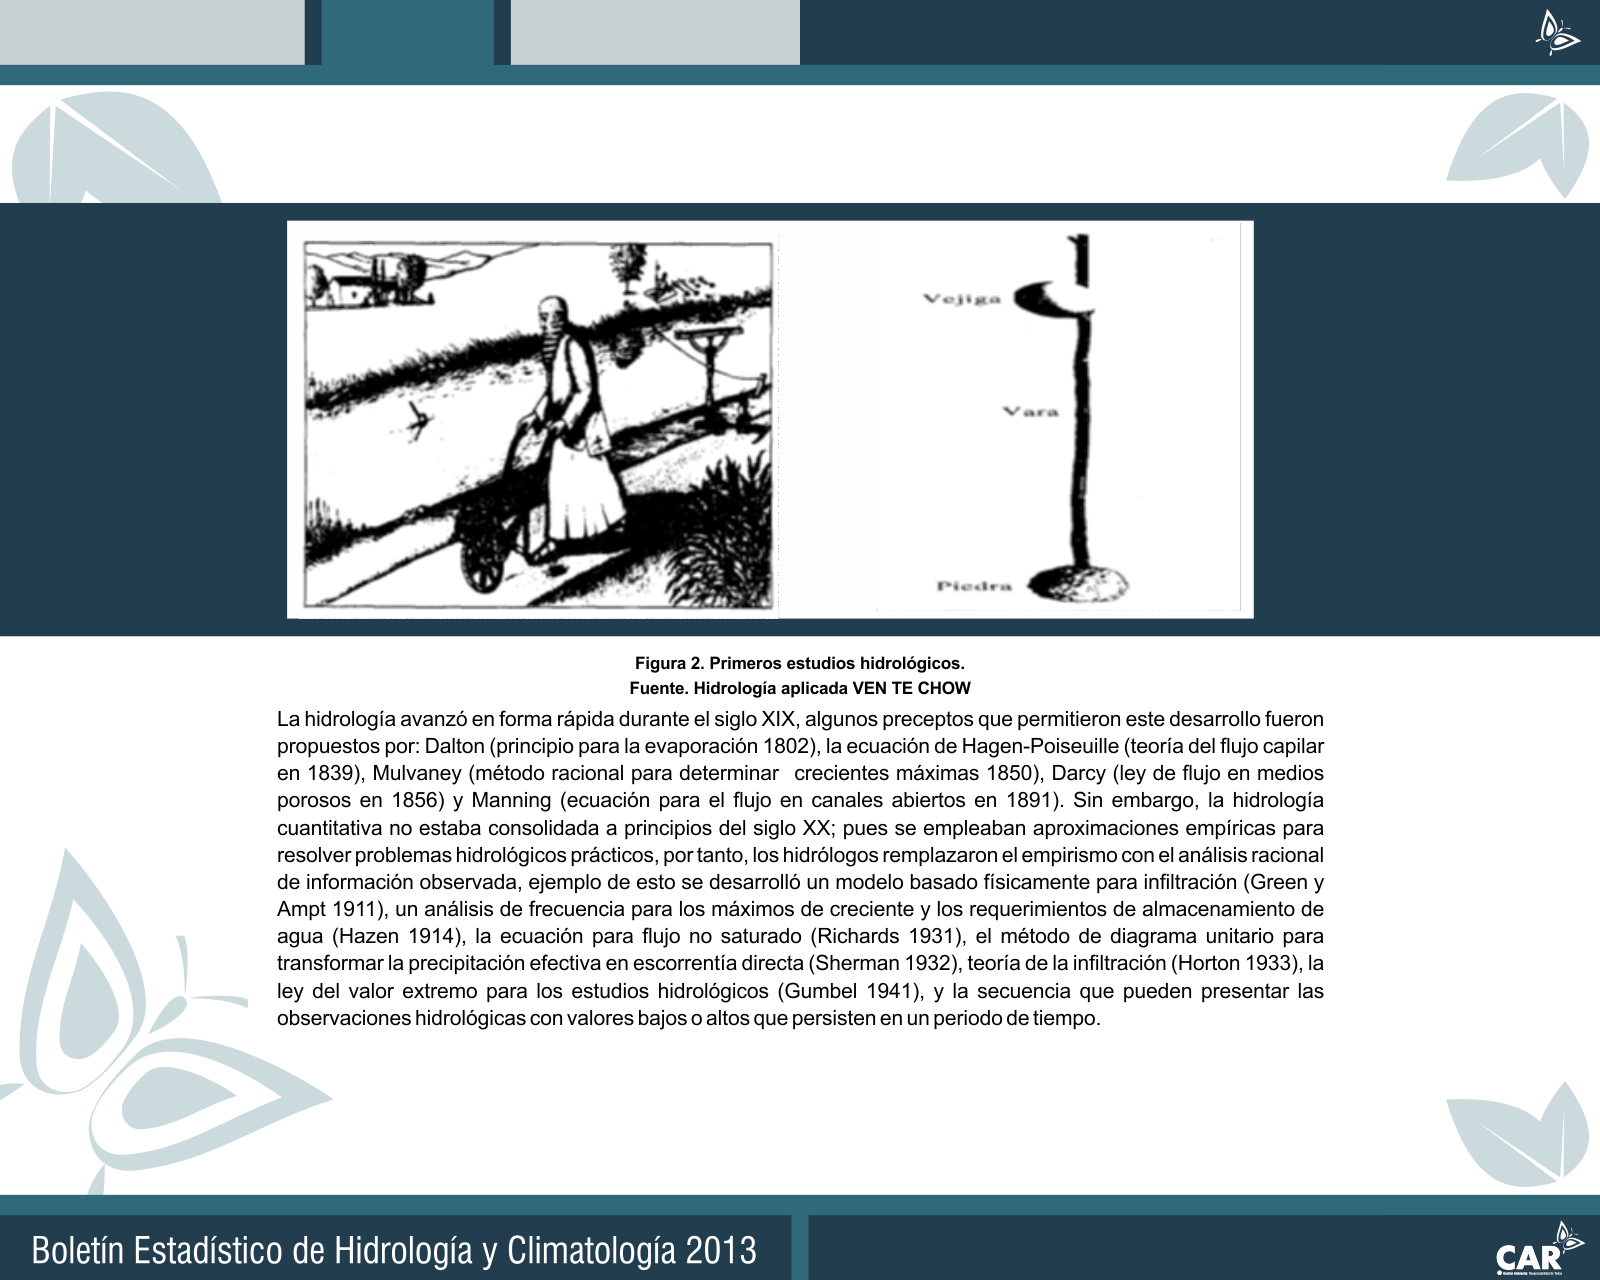 Vejiga
Vara
Piedra
Figura 2. Primeros estudios hidrológicos.
Fuente. Hidrología aplicada VEN TE CHOW
La hidrología avanzó en forma rápida durante el siglo XIX, algunos preceptos que permitieron este desarrollo fueron
propuestos por: Dalton (principio para la evaporación 1802), la ecuación de Hagen-Poiseuille (teoría del flujo capilar
en 1839), Mulvaney (método racional para determinar  crecientes máximas 1850), Darcy (ley de flujo en medios
porosos en 1856) y Manning (ecuación para el flujo en canales abiertos en 1891). Sin embargo, la hidrología
cuantitativa no estaba consolidada a principios del siglo XX; pues se empleaban aproximaciones empíricas para
resolver problemas hidrológicos prácticos, por tanto, los hidrólogos remplazaron el empirismo con el análisis racional
de información observada, ejemplo de esto se desarrolló un modelo basado físicamente para infiltración (Green y
Ampt 1911), un análisis de frecuencia para los máximos de creciente y los requerimientos de almacenamiento de
agua (Hazen 1914), la ecuación para flujo no saturado (Richards 1931), el método de diagrama unitario para
transformar la precipitación efectiva en escorrentía directa (Sherman 1932), teoría de la infiltración (Horton 1933), la
ley del valor extremo para los estudios hidrológicos (Gumbel 1941), y la secuencia que pueden presentar las
observaciones hidrológicas con valores bajos o altos que persisten en un periodo de tiempo.
Boletín Estadístico de Hidrología y Climatología 2013
CAR